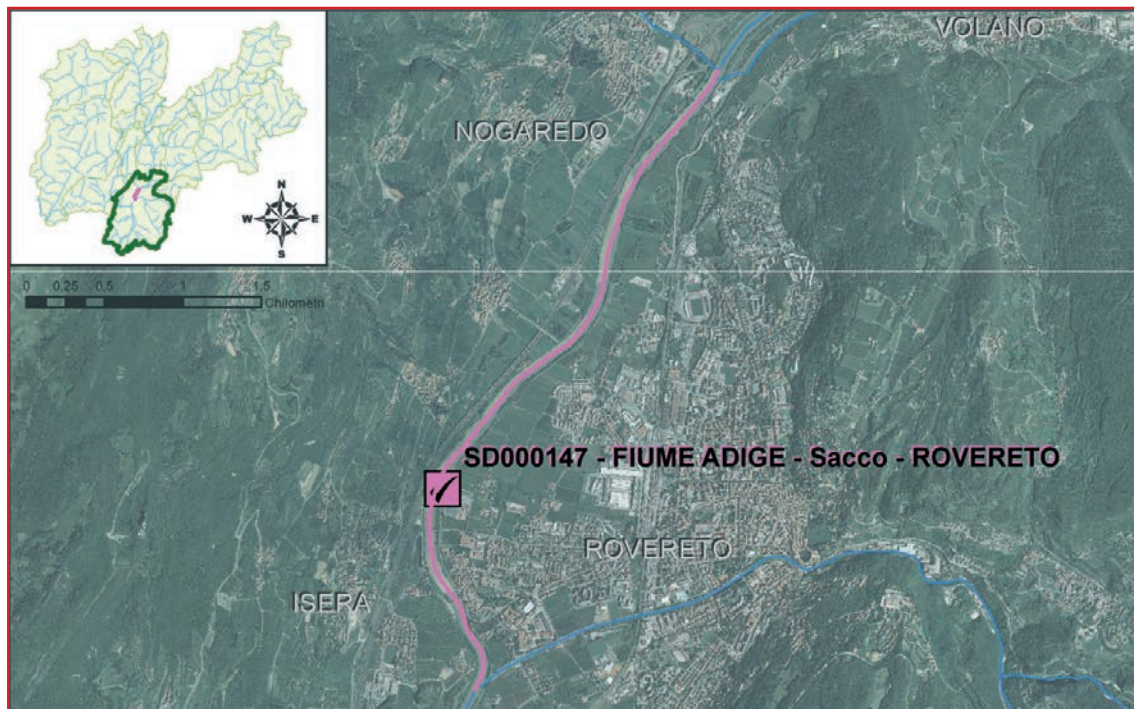 VOLANO
NOGAREDO
N
W E
S
0 0,25 0,5 1 1,5
Chilometri
SD000147 - FIUME ADIGE - Sacco - ROVERETO
ROVERETO
ISERA